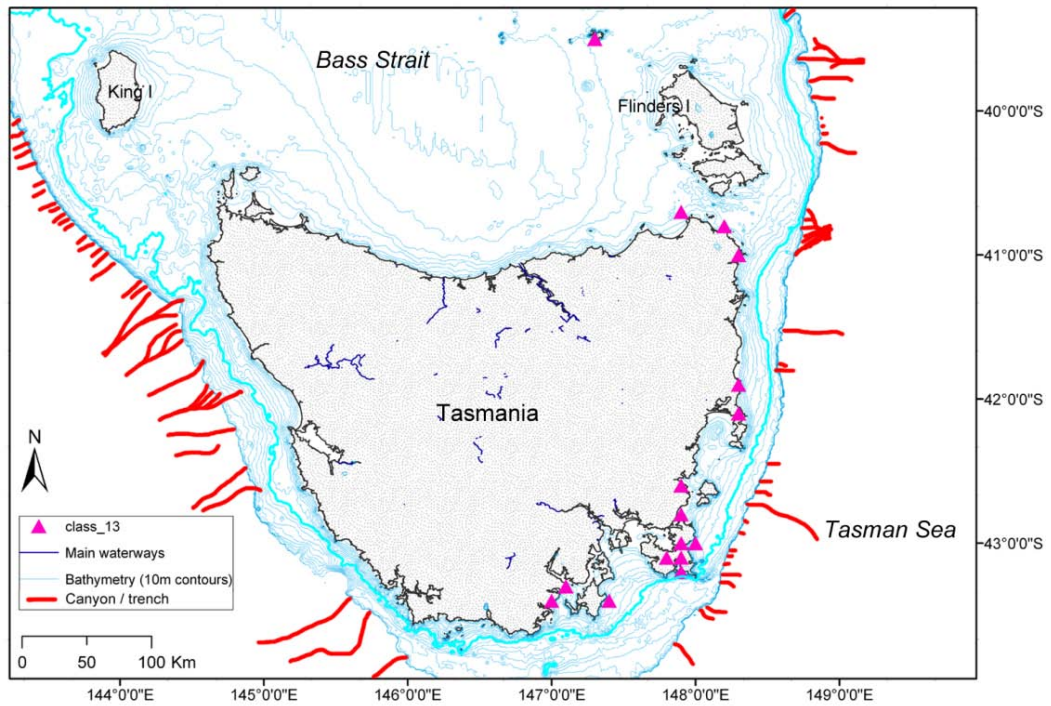 Bass Strait
King I
Flinders I
40°0'0"S
41°0'0"S
Tasmania
42°0'0"S
N
class_13
Main waterways
Bathymetry (10m contours)
Canyon / trench
Tasman Sea
43°0'0"S
0 50 100 Km
144°0'0"E 145°0'0"E 146°0'0"E 147°0'0"E 148°0'0"E 149°0'0"E